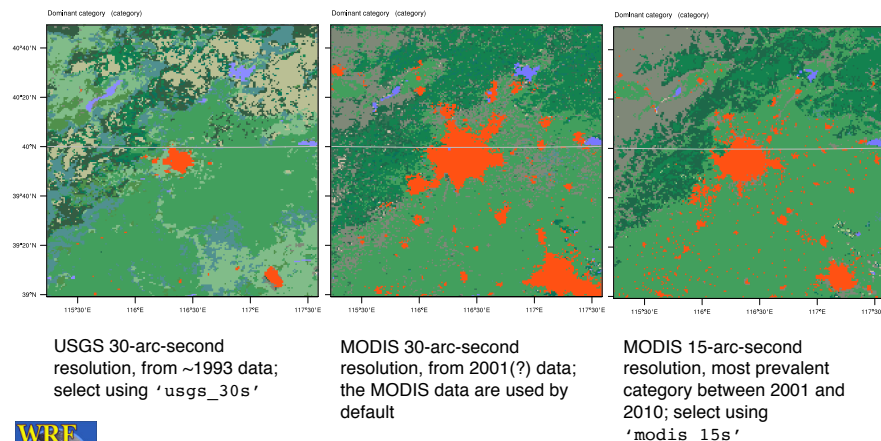 Dominant category (category)
Dominant category (category)
Dominant category (category)
40°40'N
40°20'N
40°N
39°40'N
39°20'N
39°N
115°30'E
116°E
116°30'E
117°E
117°30'E
115°30'E
116°E
116°30'E
117°E
117°30'E
115°30'E
116°E
116°30'E
117°E
117°30'E
USGS 30-arc-second
resolution, from ~1993 data;
select using 'usgs_30s'
MODIS 30-arc-second
resolution, from 2001(?) data;
the MODIS data are used by
default
MODIS 15-arc-second
resolution, most prevalent
category between 2001 and
2010; select using
'modis_15s'
WRF